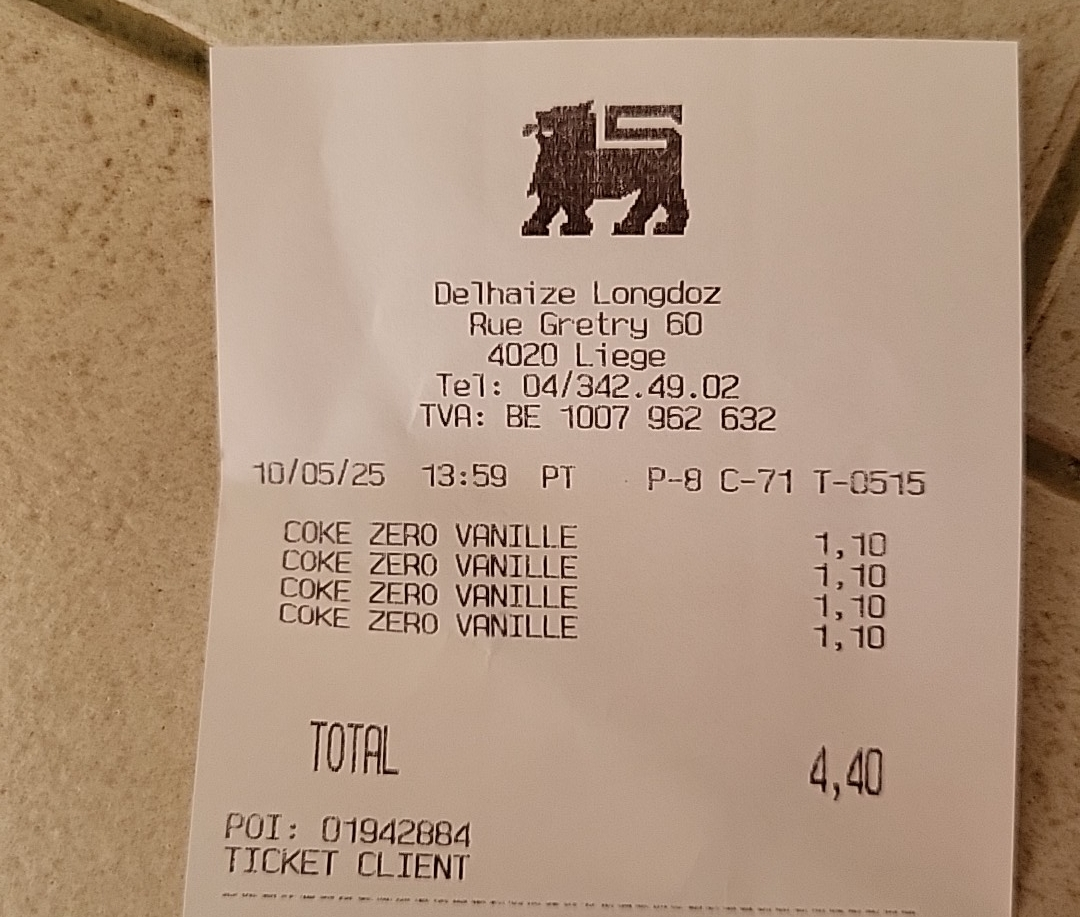 Delhaize Longdoz
Rue Gretry 60
4020 Liege
Tel: 04/342.49.02
TVA: BE 1007 962 632
10/05/25 13:59 PT P-8 C-71 T-0515
COKE ZERO VANILLE 1,10
COKE ZERO VANILLE 1,10
COKE ZERO VANILLE 1,10
COKE ZERO VANILLE 1,10
TOTAL 4,40
POI: 01942884
TICKET CLIENT